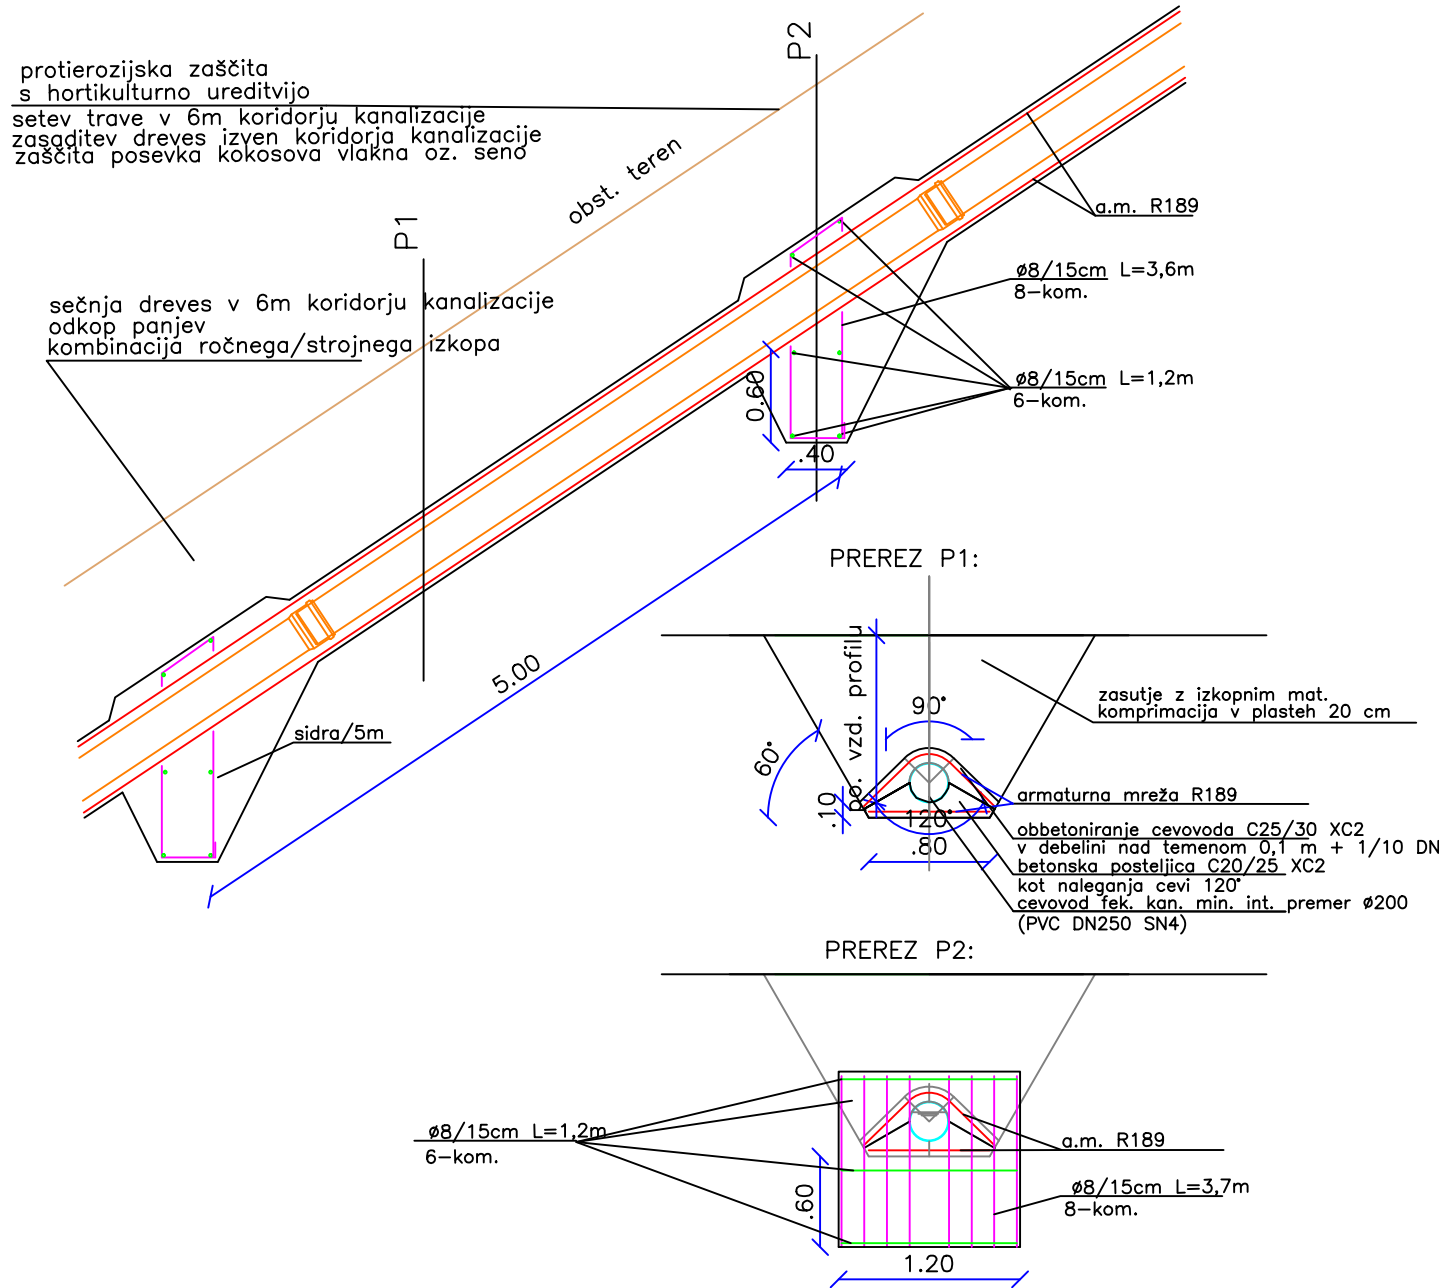 protierozijska zaščita
s hortikulturno ureditvijo
setev trave v 6m koridorju kanalizacije
zasaditev dreves izven koridorja kanalizacije
zaščita posevka kokosova vlakna oz. seno
P2
obst. teren
P1
a.m. R189
ø8/15cm L=3,6m
8-kom.
sečnja dreves v 6m koridorju kanalizacije
odkop panjev
kombinacija ročnega/strojnega izkopa
ø8/15cm L=1,2m
6-kom.
0.60
.40
5.00
sidra/5m
PREREZ P1:
po. vzd. profilu
90°
60°
.10
120°
.80
zasutje z izkopnim mat.
komprimacija v plasteh 20 cm
armaturna mreža R189
obbetoniranje cevovoda C25/30 XC2
v debelini nad temenom 0,1 m + 1/10 DN
betonska posteljica C20/25 XC2
kot naleganja cevi 120°
cevovod fek. kan. min. int. premer ø200
(PVC DN250 SN4)
PREREZ P2:
ø8/15cm L=1,2m
6-kom.
a.m. R189
ø8/15cm L=3,7m
8-kom.
.60
1.20